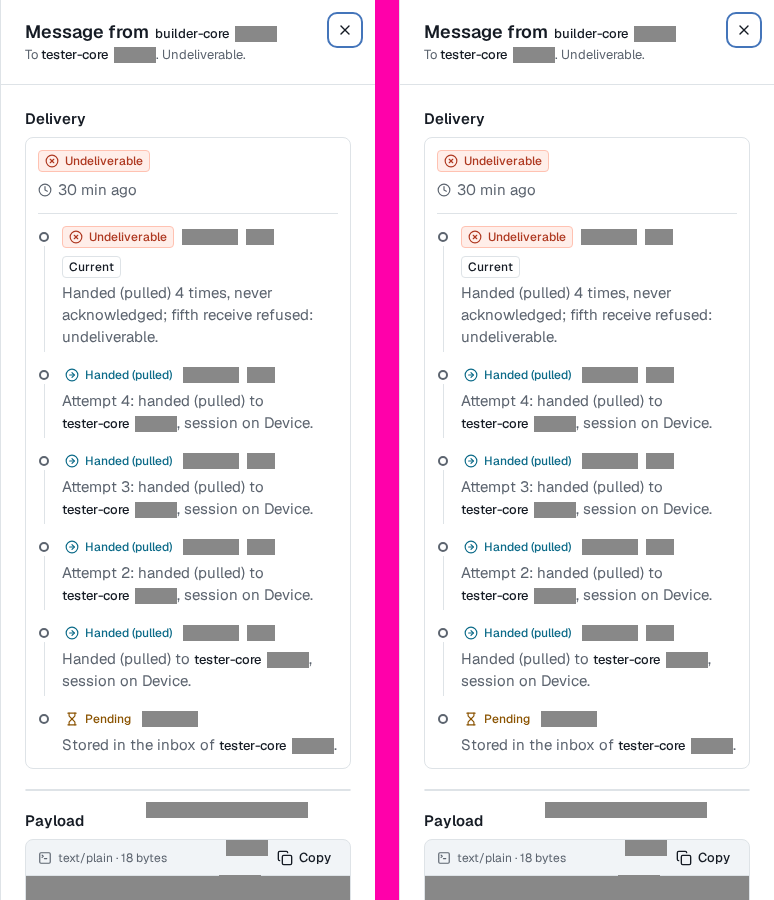 Message from builder-core
To tester-core . Undeliverable.
Delivery
Undeliverable
30 min ago
Undeliverable
Current
Handed (pulled) 4 times, never
acknowledged; fifth receive refused:
undeliverable.
Handed (pulled)
Attempt 4: handed (pulled) to
tester-core , session on Device.
Handed (pulled)
Attempt 3: handed (pulled) to
tester-core , session on Device.
Handed (pulled)
Attempt 2: handed (pulled) to
tester-core , session on Device.
Handed (pulled)
Handed (pulled) to tester-core ,
session on Device.
Pending
Stored in the inbox of tester-core .
Payload
text/plain · 18 bytes Copy
Message from builder-core
To tester-core . Undeliverable.
Delivery
Undeliverable
30 min ago
Undeliverable
Current
Handed (pulled) 4 times, never
acknowledged; fifth receive refused:
undeliverable.
Handed (pulled)
Attempt 4: handed (pulled) to
tester-core , session on Device.
Handed (pulled)
Attempt 3: handed (pulled) to
tester-core , session on Device.
Handed (pulled)
Attempt 2: handed (pulled) to
tester-core , session on Device.
Handed (pulled)
Handed (pulled) to tester-core ,
session on Device.
Pending
Stored in the inbox of tester-core .
Payload
text/plain · 18 bytes Copy